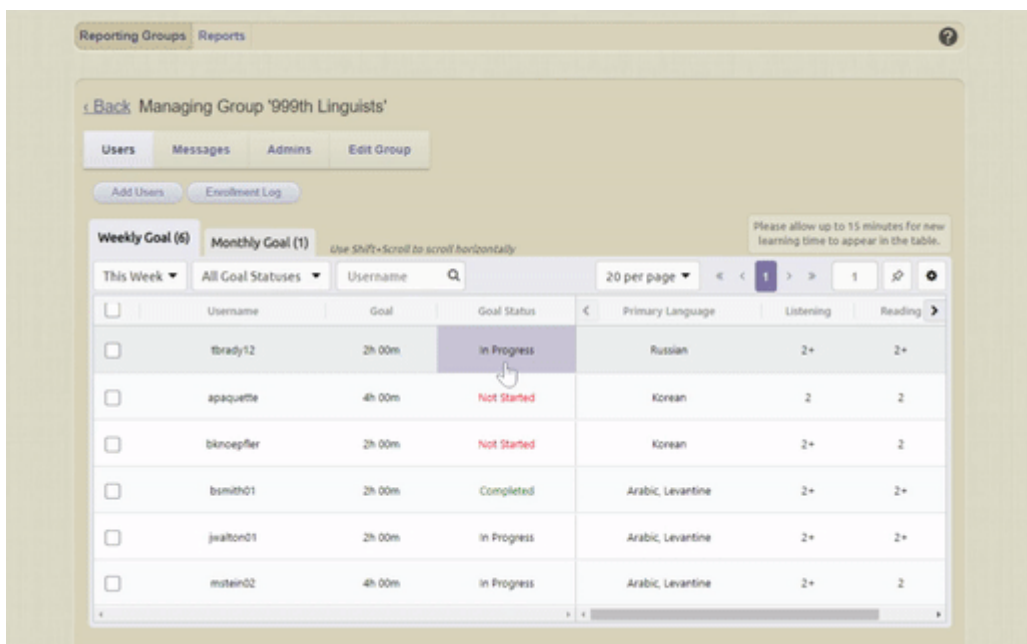 Reporting Groups Reports
‹ Back Managing Group '999th Linguists'
Users Messages Admins Edit Group
Add Users Enrollment Log
Weekly Goal (6) Monthly Goal (1) Use Shift+Scroll to scroll horizontally
Please allow up to 15 minutes for new
learning time to appear in the table.
This Week All Goal Statuses Username 20 per page « ‹ 1 › » 1
Username Goal Goal Status Primary Language Listening Reading
tbrady12 2h 00m In Progress Russian 2+ 2+
apaquette 4h 00m Not Started Korean 2 2
bknoepfler 2h 00m Not Started Korean 2+ 2
bsmith01 2h 00m Completed Arabic, Levantine 2+ 2+
jwalton01 2h 00m In Progress Arabic, Levantine 2+ 2+
mstein02 4h 00m In Progress Arabic, Levantine 2+ 2